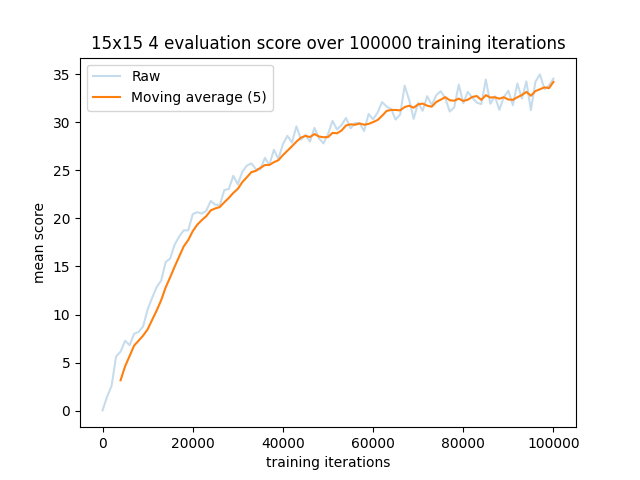 15x15 4 evaluation score over 100000 training iterations
Raw
Moving average (5)
35
30
25
20
15
10
5
0
mean score
0 20000 40000 60000 80000 100000
training iterations